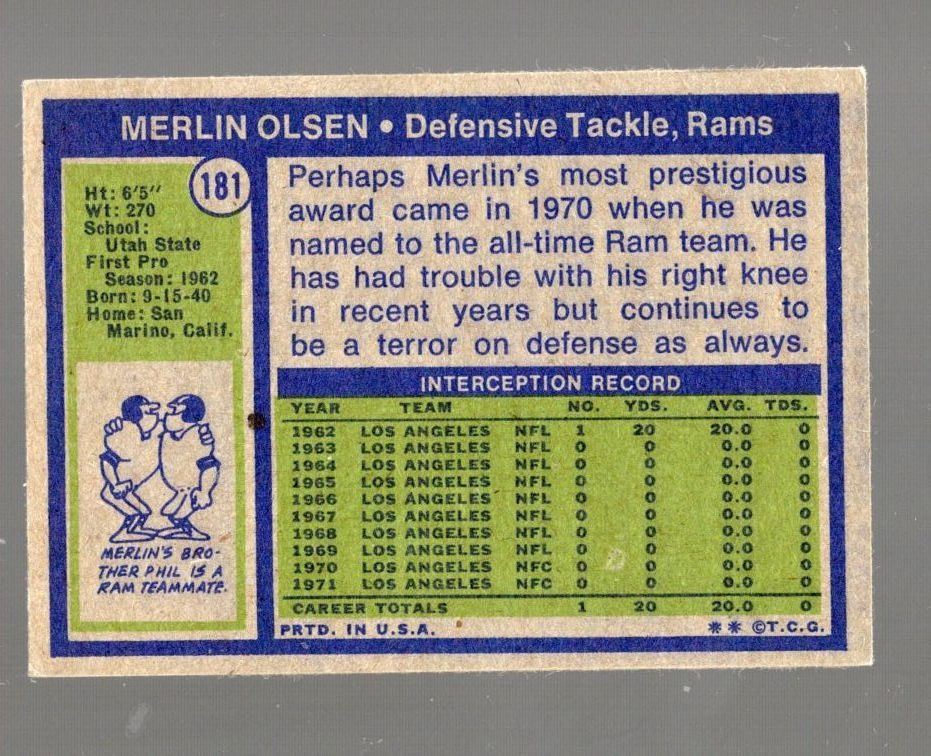 MERLIN OLSEN • Defensive Tackle, Rams
181
Ht: 6'5"
Wt: 270
School:
Utah State
First Pro
Season: 1962
Born: 9-15-40
Home: San
Marino, Calif.
MERLIN'S BRO-
THER PHIL IS A
RAM TEAMMATE.
Perhaps Merlin's most prestigious
award came in 1970 when he was
named to the all-time Ram team. He
has had trouble with his right knee
in recent years but continues to
be a terror on defense as always.
INTERCEPTION RECORD
YEAR TEAM NO. YDS. AVG. TDS.
1962 LOS ANGELES NFL 1 20 20.0 0
1963 LOS ANGELES NFL 0 0 0.0 0
1964 LOS ANGELES NFL 0 0 0.0 0
1965 LOS ANGELES NFL 0 0 0.0 0
1966 LOS ANGELES NFL 0 0 0.0 0
1967 LOS ANGELES NFL 0 0 0.0 0
1968 LOS ANGELES NFL 0 0 0.0 0
1969 LOS ANGELES NFL 0 0 0.0 0
1970 LOS ANGELES NFC 0 0 0.0 0
1971 LOS ANGELES NFC 0 0 0.0 0
CAREER TOTALS 1 20 20.0 0
PRTD. IN U.S.A. ** ©T.C.G.